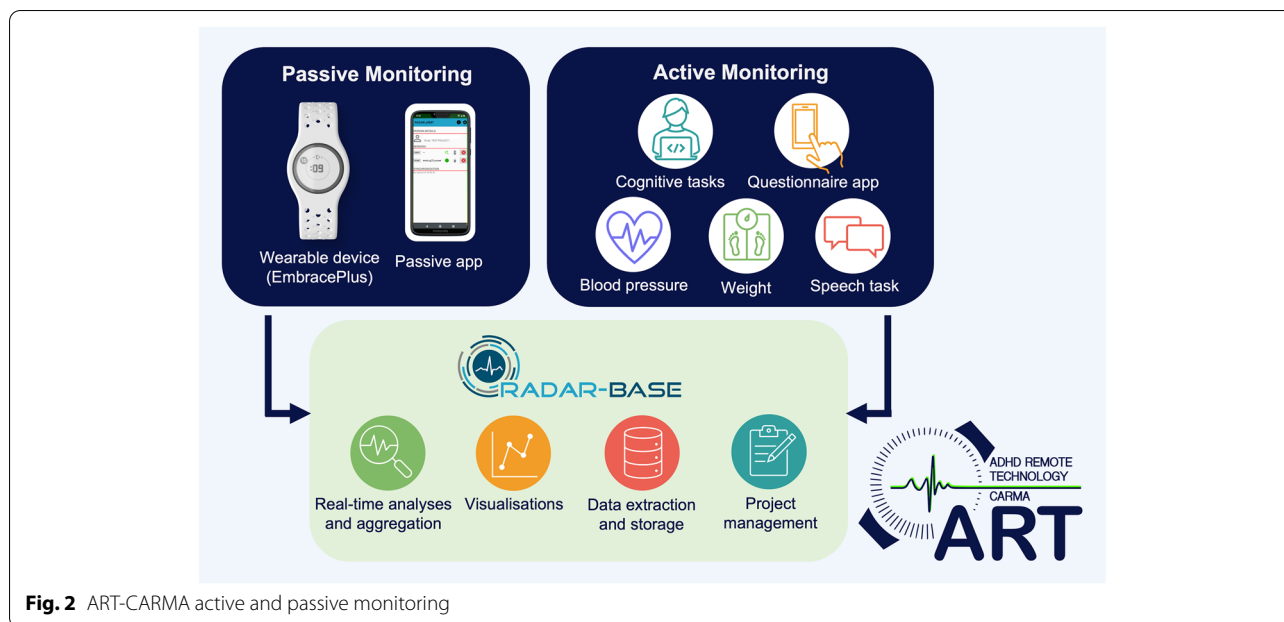 Passive Monitoring
:09
Wearable device
(EmbracePlus)
Passive app
Active Monitoring
</>
Cognitive tasks
Questionnaire app
Blood pressure
Weight
Speech task
RADAR-BASE
Real-time analyses
and aggregation
Visualisations
Data extraction
and storage
Project
management
ADHD REMOTE
TECHNOLOGY
CARMA
ART
Fig. 2 ART-CARMA active and passive monitoring